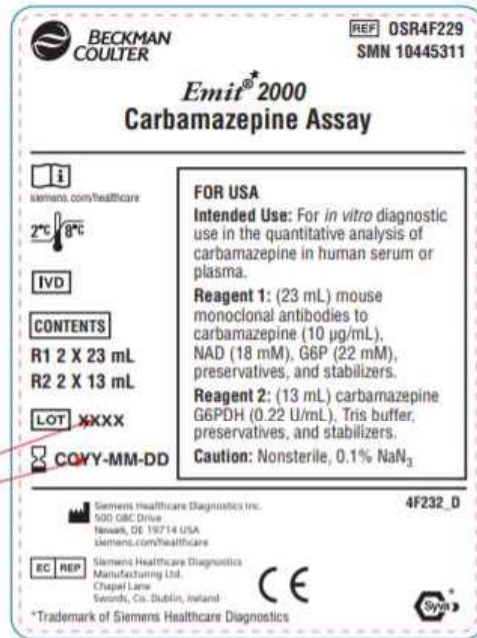 BECKMAN
COULTER
REF OSR4F229
SMN 10445311
Emit®*2000
Carbamazepine Assay
siemens.com/healthcare
2°C 8°C
IVD
CONTENTS
R1 2 X 23 mL
R2 2 X 13 mL
LOT XXXX
CCYY-MM-DD
FOR USA
Intended Use: For in vitro diagnostic
use in the quantitative analysis of
carbamazepine in human serum or
plasma.
Reagent 1: (23 mL) mouse
monoclonal antibodies to
carbamazepine (10 µg/mL),
NAD (18 mM), G6P (22 mM),
preservatives, and stabilizers.
Reagent 2: (13 mL) carbamazepine
G6PDH (0.22 U/mL), Tris buffer,
preservatives, and stabilizers.
Caution: Nonsterile, 0.1% NaN₃
4F232_D
Siemens Healthcare Diagnostics Inc.
500 GBC Drive
Newark, DE 19714 USA
siemens.com/healthcare
EC REP
Siemens Healthcare Diagnostics
Manufacturing Ltd.
Chapel Lane
Swords, Co. Dublin, Ireland
CE
Syva*
*Trademark of Siemens Healthcare Diagnostics